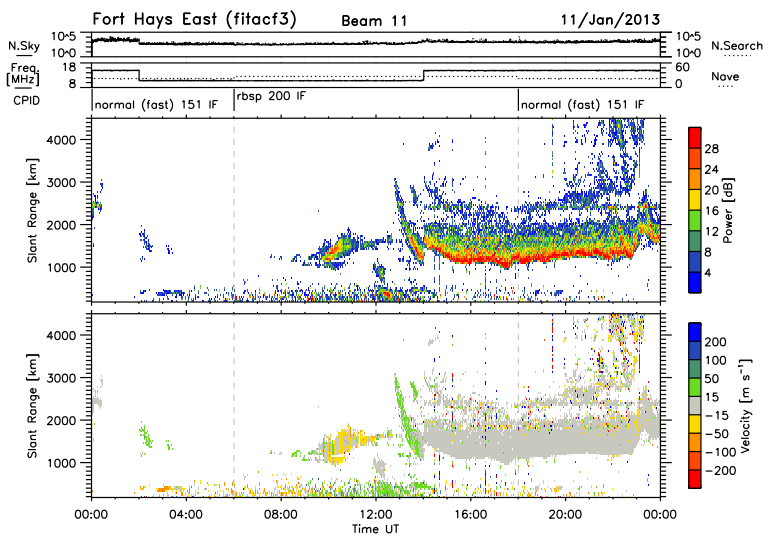 Fort Hays East (fitacf3)
Beam 11
11/Jan/2013
N.Sky
10^5
10^0
10^5
10^0
N.Search
Freq.
[MHz]
18
8
60
0
Nave
CPID
normal (fast) 151 IF
rbsp 200 IF
normal (fast) 151 IF
Slant Range [km]
4000
3000
2000
1000
28
24
20
16
12
8
4
Power [dB]
Slant Range [km]
4000
3000
2000
1000
200
100
50
15
-15
-50
-100
-200
Velocity [m s⁻¹]
00:00
04:00
08:00
12:00
16:00
20:00
00:00
Time UT